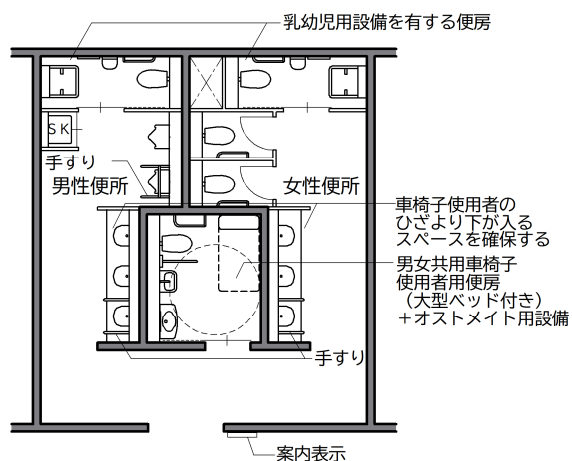 乳幼児用設備を有する便房
SK
手すり
男性便所
女性便所
車椅子使用者の
ひざより下が入る
スペースを確保する
男女共用車椅子
使用者用便房
（大型ベッド付き）
＋オストメイト用設備
手すり
案内表示